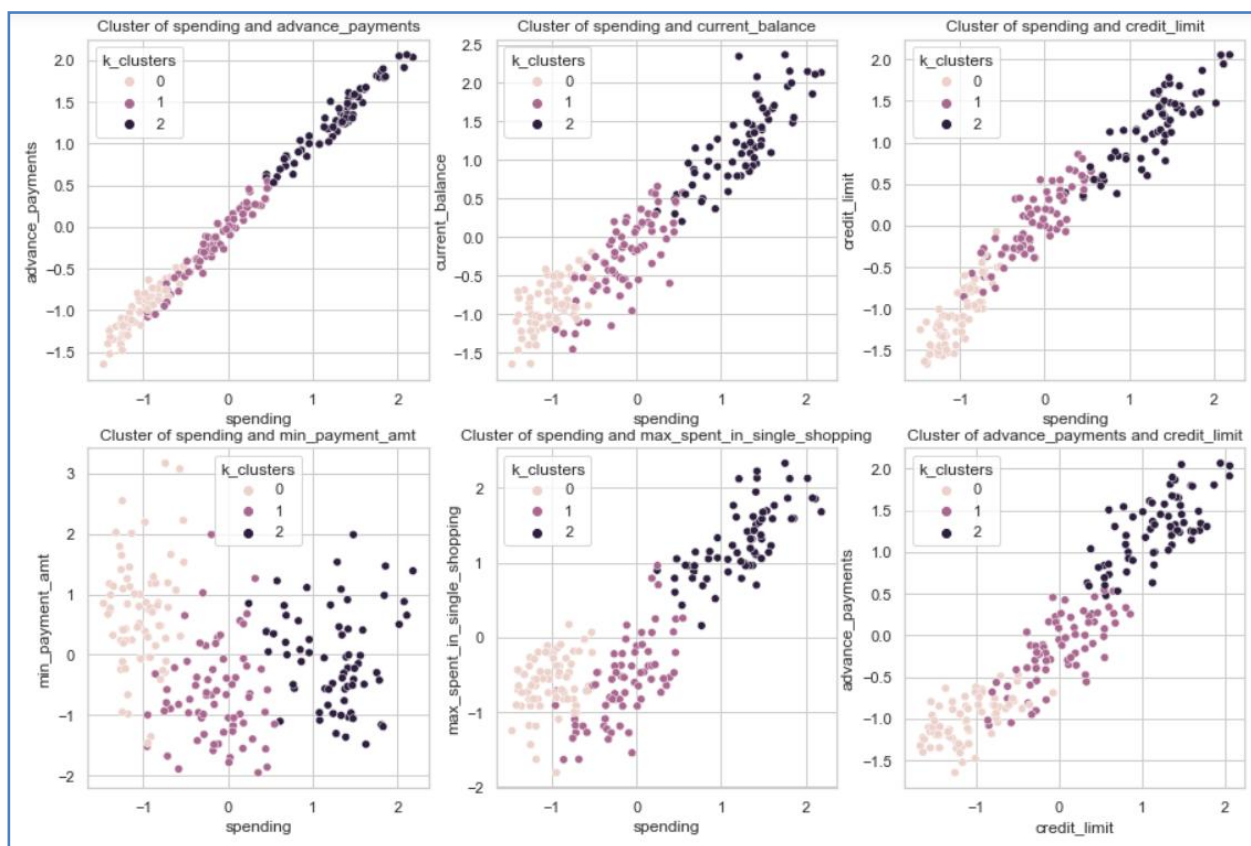 Cluster of spending and advance_payments
k_clusters
0
1
2
2.0
1.5
1.0
0.5
0.0
−0.5
−1.0
−1.5
advance_payments
−1 0 1 2
spending
Cluster of spending and current_balance
k_clusters
0
1
2
2.5
2.0
1.5
1.0
0.5
0.0
−0.5
−1.0
−1.5
current_balance
−1 0 1 2
spending
Cluster of spending and credit_limit
k_clusters
0
1
2
2.0
1.5
1.0
0.5
0.0
−0.5
−1.0
−1.5
credit_limit
−1 0 1 2
spending
Cluster of spending and min_payment_amt
k_clusters
0
1
2
3
2
1
0
−1
−2
min_payment_amt
−1 0 1 2
spending
Cluster of spending and max_spent_in_single_shopping
k_clusters
0
1
2
2
1
0
−1
−2
max_spent_in_single_shopping
−1 0 1 2
spending
Cluster of advance_payments and credit_limit
k_clusters
0
1
2
2.0
1.5
1.0
0.5
0.0
−0.5
−1.0
−1.5
advance_payments
−1 0 1 2
credit_limit